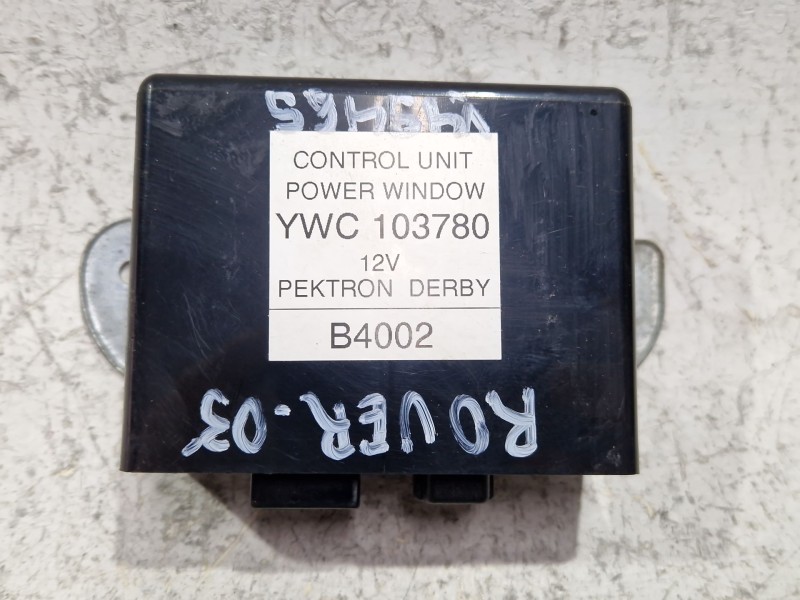 CONTROL UNIT
POWER WINDOW
YWC 103780
12V
PEKTRON DERBY
B4002
ROVER-03